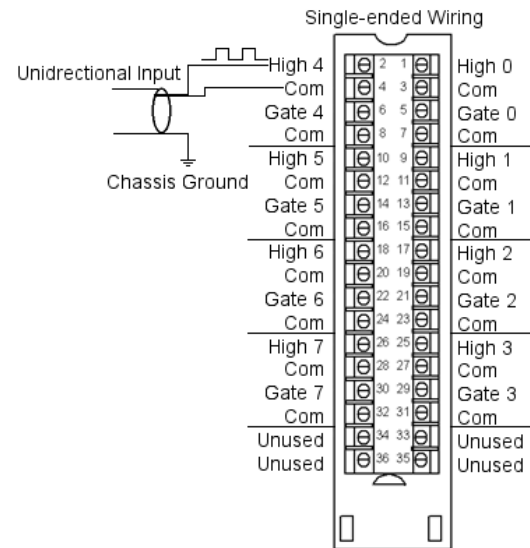 Single-ended Wiring
Unidirectional Input
Chassis Ground
High 4 2 1 High 0
Com 4 3 Com
Gate 4 6 5 Gate 0
Com 8 7 Com
High 5 10 9 High 1
Com 12 11 Com
Gate 5 14 13 Gate 1
Com 16 15 Com
High 6 18 17 High 2
Com 20 19 Com
Gate 6 22 21 Gate 2
Com 24 23 Com
High 7 26 25 High 3
Com 28 27 Com
Gate 7 30 29 Gate 3
Com 32 31 Com
Unused 34 33 Unused
Unused 36 35 Unused